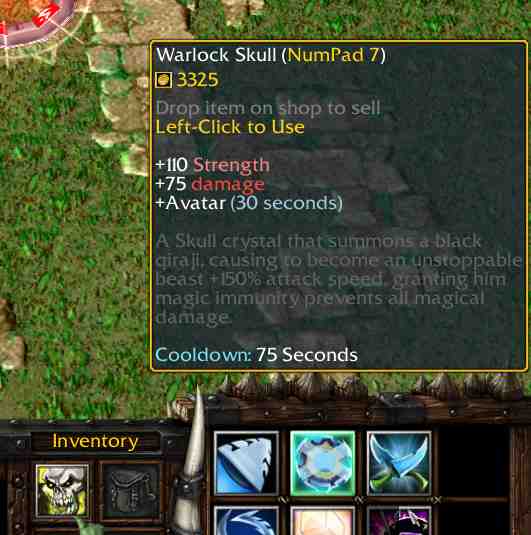 Warlock Skull (NumPad 7)
3325
Drop item on shop to sell
Left-Click to Use
+110 Strength
+75 damage
+Avatar (30 seconds)
A Skull crystal that summons a black
qiraji, causing to become an unstoppable
beast +150% attack speed, granting him
magic immunity prevents all magical
damage.
Cooldown: 75 Seconds
Inventory